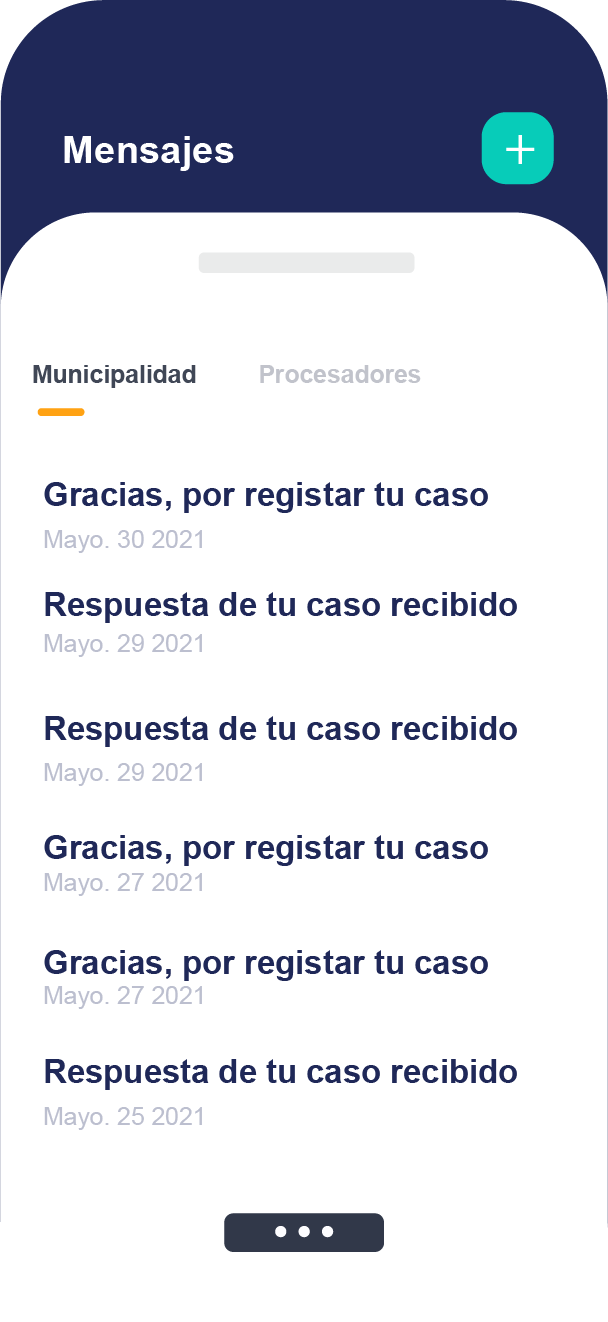 Mensajes
Municipalidad Procesadores
Gracias, por registar tu caso
Mayo. 30 2021
Respuesta de tu caso recibido
Mayo. 29 2021
Respuesta de tu caso recibido
Mayo. 29 2021
Gracias, por registar tu caso
Mayo. 27 2021
Gracias, por registar tu caso
Mayo. 27 2021
Respuesta de tu caso recibido
Mayo. 25 2021